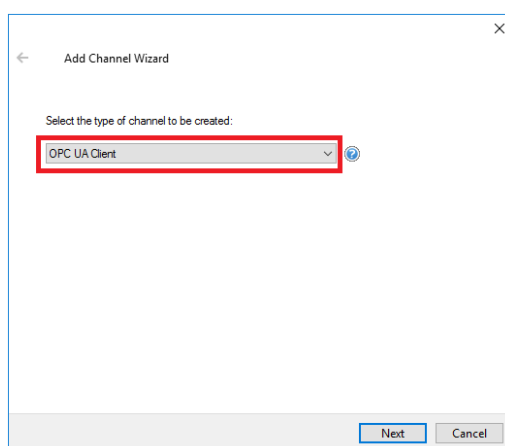 Add Channel Wizard
Select the type of channel to be created:
OPC UA Client
Next Cancel